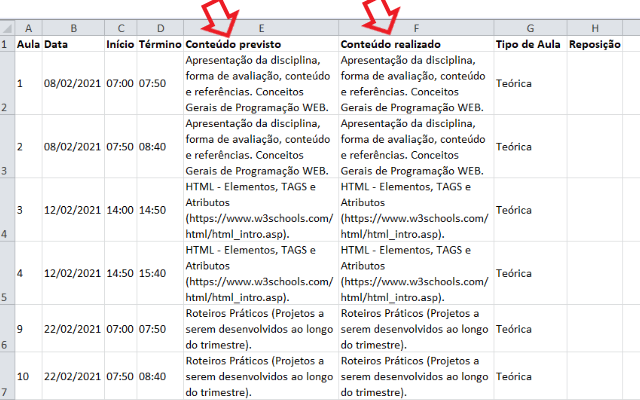 A B C D E F G H
1 Aula Data Início Término Conteúdo previsto Conteúdo realizado Tipo de Aula Reposição
Apresentação da disciplina, Apresentação da disciplina,
forma de avaliação, conteúdo forma de avaliação, conteúdo
1 08/02/2021 07:00 07:50 e referências. Conceitos e referências. Conceitos Teórica
2 Gerais de Programação WEB. Gerais de Programação WEB.
Apresentação da disciplina, Apresentação da disciplina,
forma de avaliação, conteúdo forma de avaliação, conteúdo
2 08/02/2021 07:50 08:40 e referências. Conceitos e referências. Conceitos Teórica
3 Gerais de Programação WEB. Gerais de Programação WEB.
HTML - Elementos, TAGS e HTML - Elementos, TAGS e
Atributos Atributos
3 12/02/2021 14:00 14:50 (https://www.w3schools.com/ (https://www.w3schools.com/ Teórica
4 html/html_intro.asp). html/html_intro.asp).
HTML - Elementos, TAGS e HTML - Elementos, TAGS e
Atributos Atributos
4 12/02/2021 14:50 15:40 (https://www.w3schools.com/ (https://www.w3schools.com/ Teórica
5 html/html_intro.asp). html/html_intro.asp).
Roteiros Práticos (Projetos a Roteiros Práticos (Projetos a
9 22/02/2021 07:00 07:50 serem desenvolvidos ao longo serem desenvolvidos ao longo Teórica
6 do trimestre). do trimestre).
Roteiros Práticos (Projetos a Roteiros Práticos (Projetos a
10 22/02/2021 07:50 08:40 serem desenvolvidos ao longo serem desenvolvidos ao longo Teórica
7 do trimestre). do trimestre).